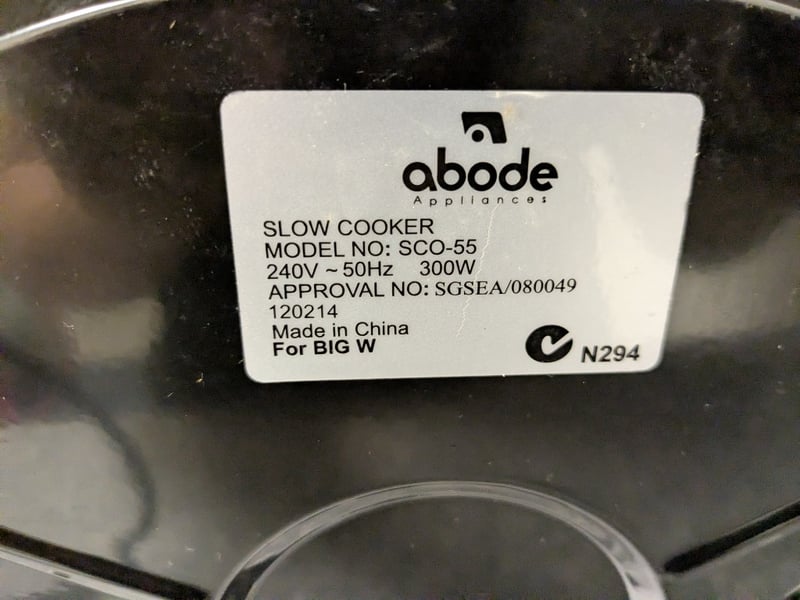 abode
Appliances
SLOW COOKER
MODEL NO: SCO-55
240V ~ 50Hz 300W
APPROVAL NO: SGSEA/080049
120214
Made in China
For BIG W
N294